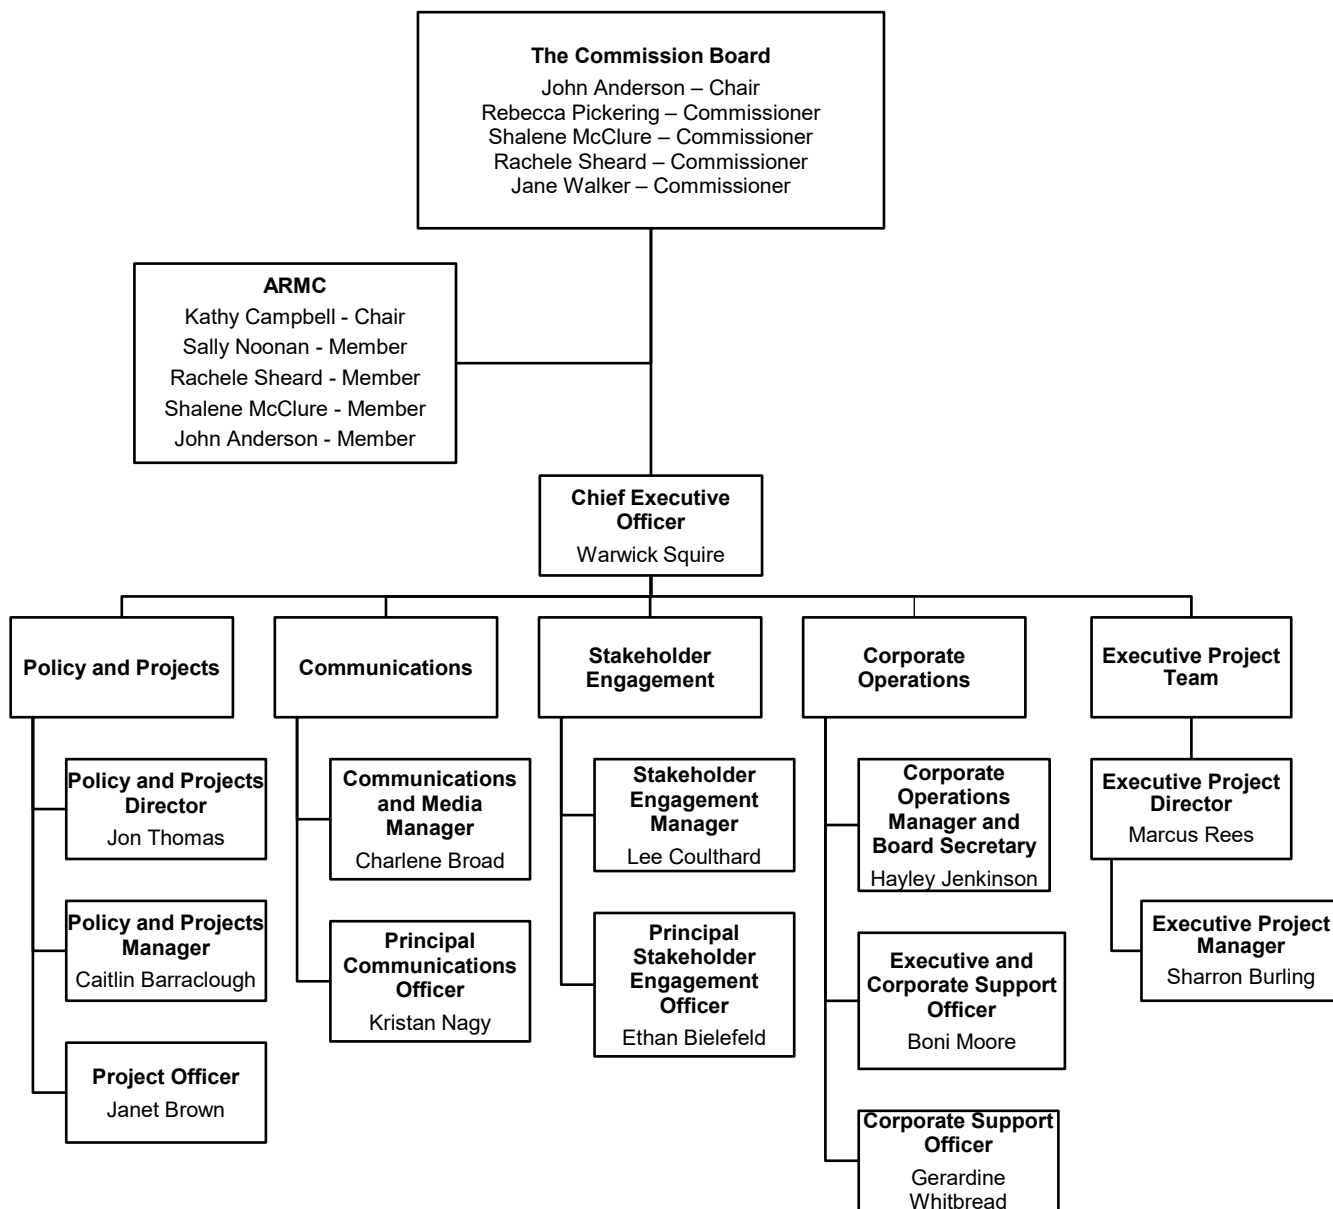 The Commission Board
John Anderson – Chair
Rebecca Pickering – Commissioner
Shalene McClure – Commissioner
Rachele Sheard – Commissioner
Jane Walker – Commissioner
ARMC
Kathy Campbell - Chair
Sally Noonan - Member
Rachele Sheard - Member
Shalene McClure - Member
John Anderson - Member
Chief Executive
Officer
Warwick Squire
Policy and Projects
Communications
Stakeholder
Engagement
Corporate
Operations
Executive Project
Team
Policy and Projects
Director
Jon Thomas
Policy and Projects
Manager
Caitlin Barraclough
Project Officer
Janet Brown
Communications
and Media
Manager
Charlene Broad
Principal
Communications
Officer
Kristan Nagy
Stakeholder
Engagement
Manager
Lee Coulthard
Principal
Stakeholder
Engagement
Officer
Ethan Bielefeld
Corporate
Operations
Manager and
Board Secretary
Hayley Jenkinson
Executive and
Corporate Support
Officer
Boni Moore
Corporate Support
Officer
Gerardine
Whitbread
Executive Project
Director
Marcus Rees
Executive Project
Manager
Sharron Burling